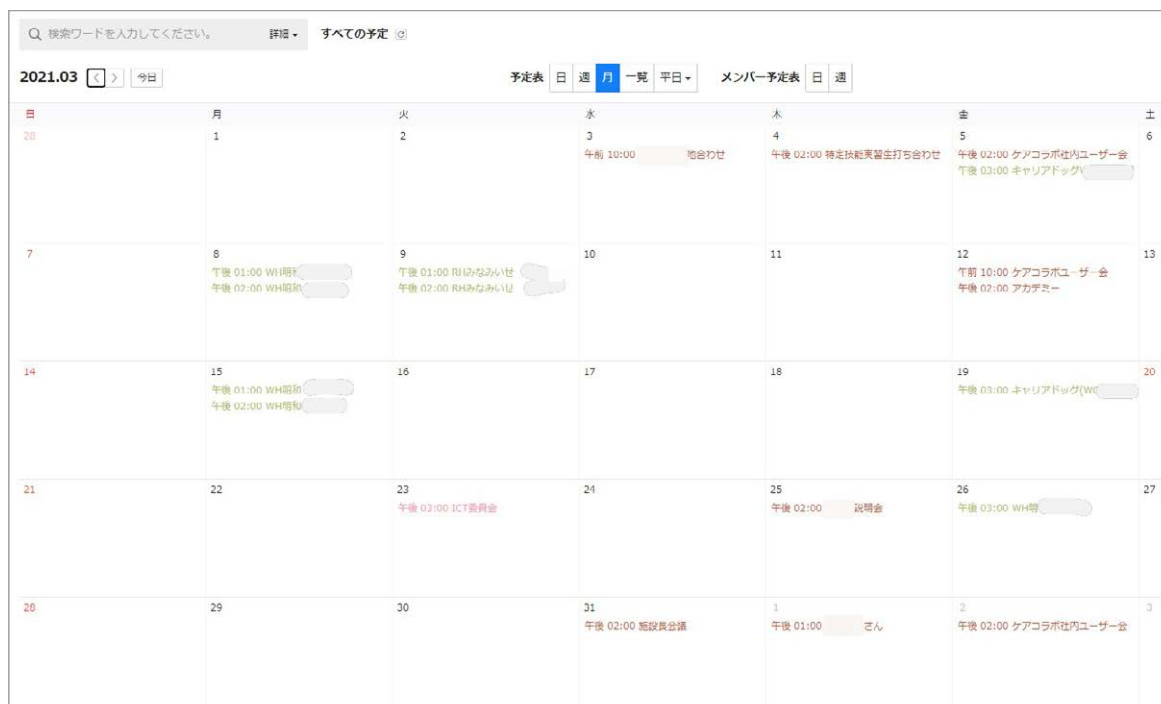 検索ワードを入力してください。 詳細 すべての予定
2021.03 < > 今日 予定表 日 週 月 一覧 平日 メンバー予定表 日 週
日 月 火 水 木 金 土
28 1 2 3 4 5 6
午前 10:00 合わせ 午後 02:00 特定技能実習生打ち合わせ 午後 02:00 ケアコラボ社内ユーザー会
午後 03:00 キャリアドッグ
7 8 9 10 11 12 13
午後 01:00 WH昭和 午後 01:00 RHみなみいせ 午前 10:00 ケアコラボユーザー会
午後 02:00 WH昭和 午後 02:00 RHみなみいせ 午後 02:00 アカデミー
14 15 16 17 18 19 20
午後 01:00 WH昭和 午後 03:00 キャリアドッグ(W
午後 02:00 WH昭和
21 22 23 24 25 26 27
午後 03:00 ICT委員会 午後 02:00 説明会 午後 03:00 WH
28 29 30 31 1 2 3
午後 02:00 施設長会議 午後 01:00 さん 午後 02:00 ケアコラボ社内ユーザー会